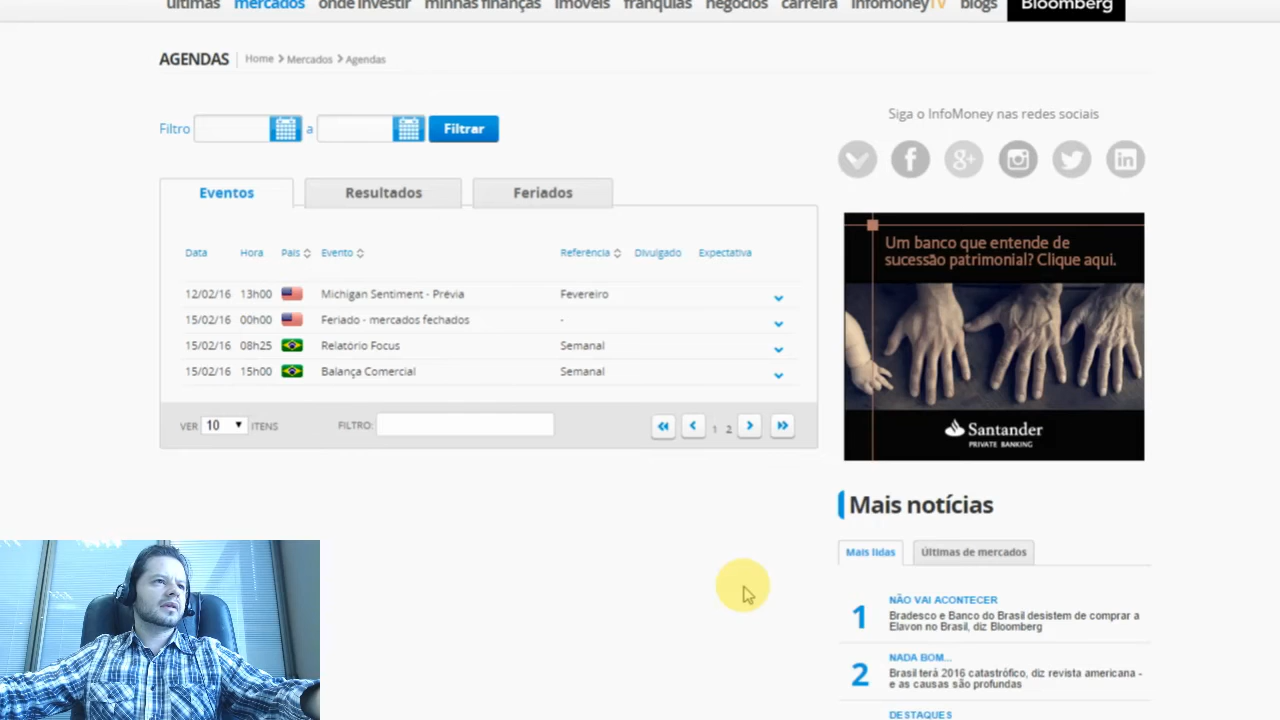 últimas mercados onde investir minhas finanças imóveis franquias negócios carreira infomoneyTV blogs Bloomberg
AGENDAS Home Mercados Agendas
Filtro a Filtrar
Eventos Resultados Feriados
Data Hora País Evento Referência Divulgado Expectativa
12/02/16 13h00 Michigan Sentiment - Prévia Fevereiro
15/02/16 00h00 Feriado - mercados fechados -
15/02/16 08h25 Relatório Focus Semanal
15/02/16 15h00 Balança Comercial Semanal
VER 10 ITENS FILTRO: 1 2
Siga o InfoMoney nas redes sociais
f g+ in
Um banco que entende de
sucessão patrimonial? Clique aqui.
Santander
PRIVATE BANKING
Mais notícias
Mais lidas Últimas de mercados
1 NÃO VAI ACONTECER
Bradesco e Banco do Brasil desistem de comprar a
Elavon no Brasil, diz Bloomberg
2 NADA BOM...
Brasil terá 2016 catastrófico, diz revista americana -
e as causas são profundas
DESTAQUES